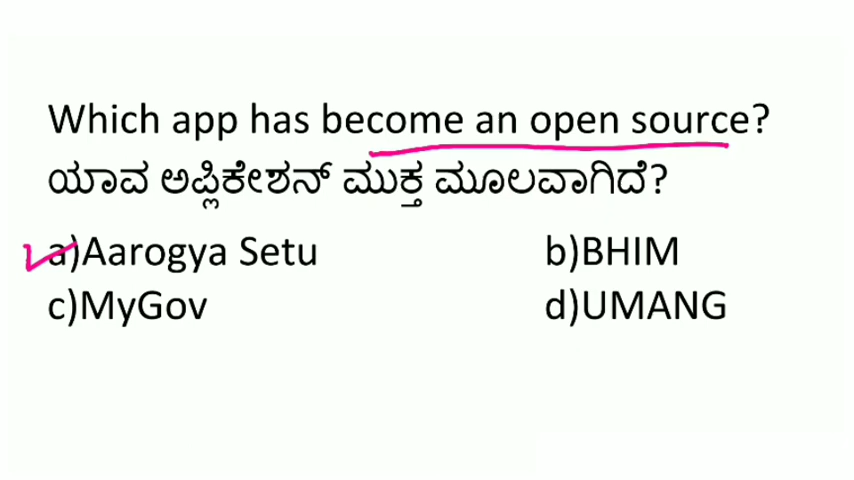 Which app has become an open source?
ಯಾವ ಅಪ್ಲಿಕೇಶನ್ ಮುಕ್ತ ಮೂಲವಾಗಿದೆ?
a)Aarogya Setu b)BHIM
c)MyGov d)UMANG